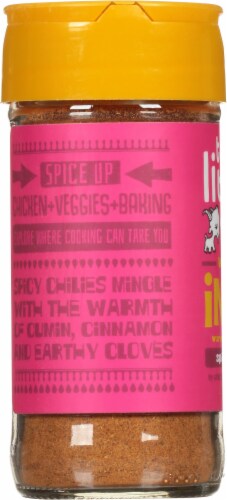 SPICE UP
CHICKEN+VEGGIES+BAKING
EXPLORE WHERE COOKING CAN TAKE YOU
SPICY CHILIES MINGLE
WITH THE WARMTH
OF CUMIN, CINNAMON
AND EARTHY CLOVES